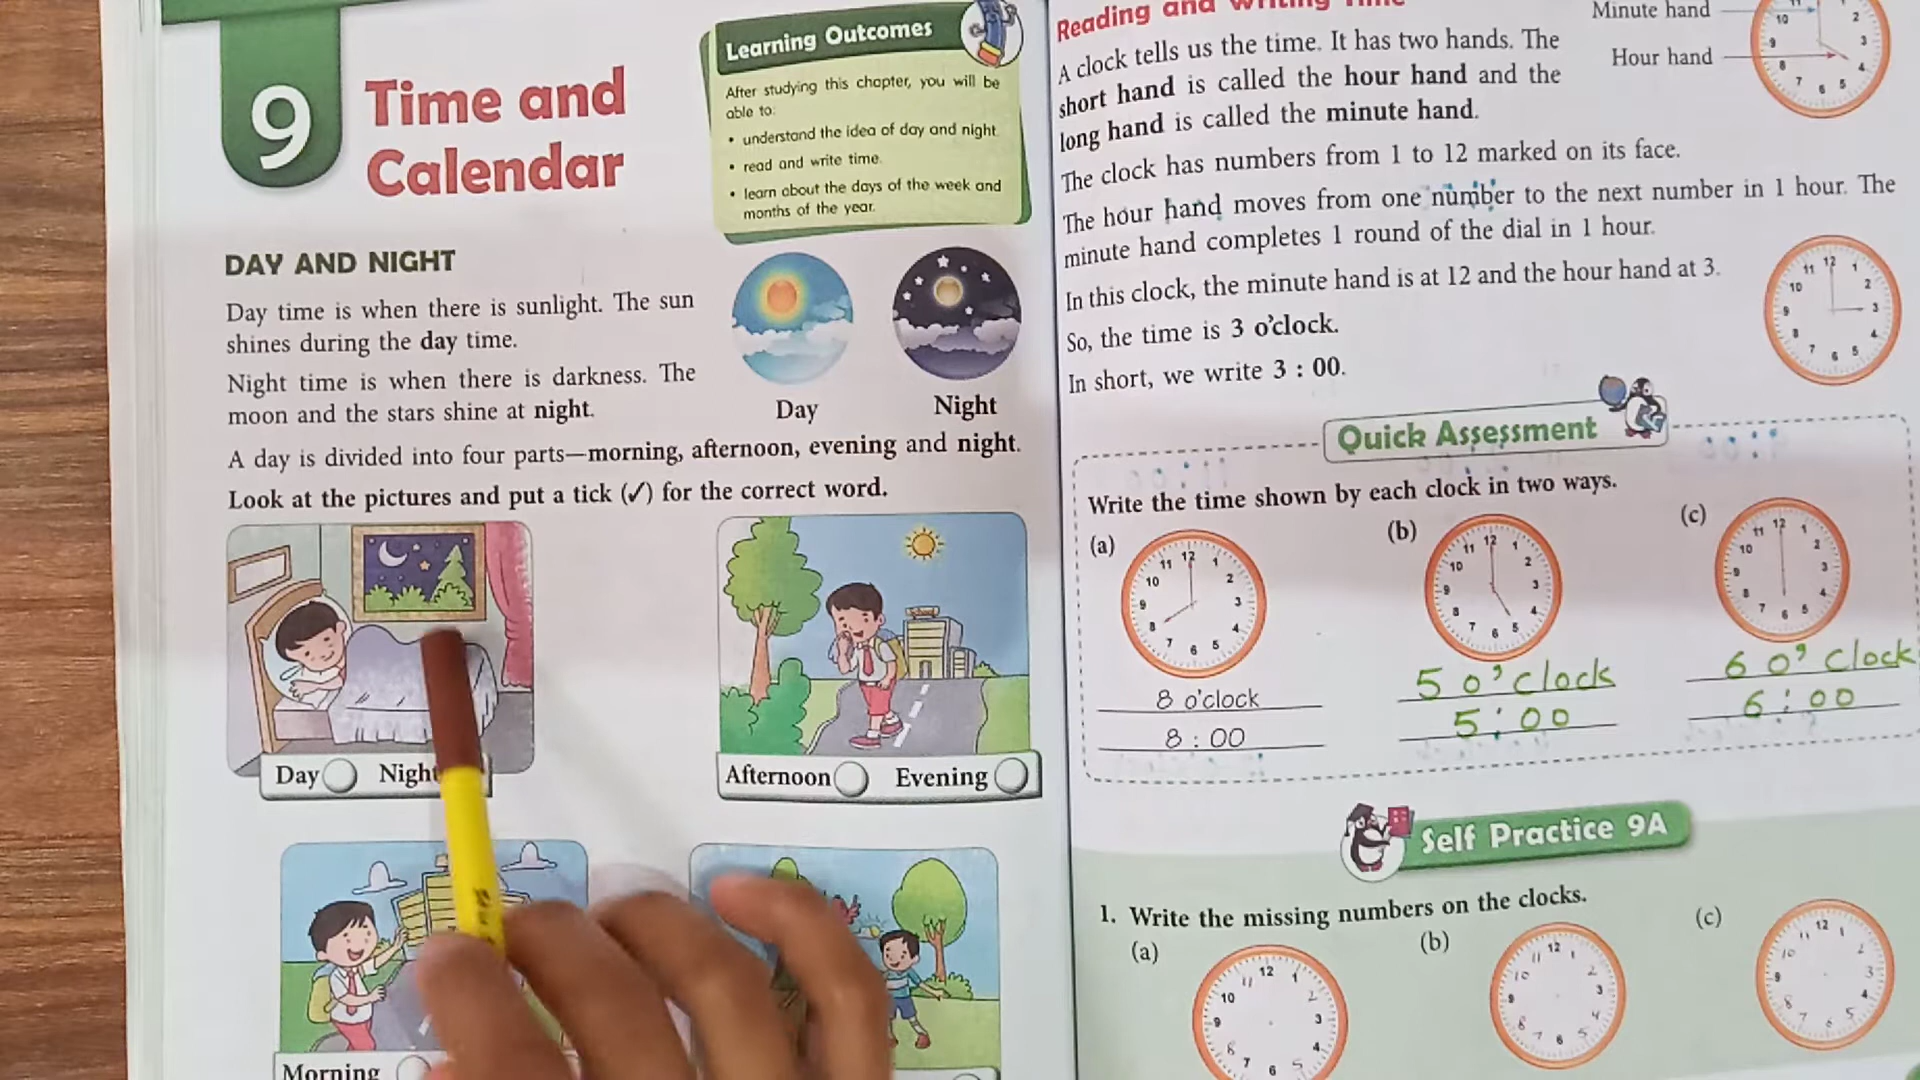 9
Time and
Calendar
Learning Outcomes
After studying this chapter, you will be
able to:
• understand the idea of day and night.
• read and write time.
• learn about the days of the week and
months of the year.
DAY AND NIGHT
Day time is when there is sunlight. The sun
shines during the day time.
Night time is when there is darkness. The
moon and the stars shine at night.
Day
Night
A day is divided into four parts—morning, afternoon, evening and night.
Look at the pictures and put a tick (✓) for the correct word.
Day Night
Afternoon Evening
Morning
Reading and Writing
Minute hand
Hour hand
A clock tells us the time. It has two hands. The
short hand is called the hour hand and the
long hand is called the minute hand.
The clock has numbers from 1 to 12 marked on its face.
The hour hand moves from one number to the next number in 1 hour. The
minute hand completes 1 round of the dial in 1 hour.
In this clock, the minute hand is at 12 and the hour hand at 3.
So, the time is 3 o'clock.
In short, we write 3 : 00.
Quick Assessment
Write the time shown by each clock in two ways.
(a)
(b)
(c)
8 o'clock
8 : 00
5 o' clock
5 : 00
6 o' clock
6 : 00
Self Practice 9A
1. Write the missing numbers on the clocks.
(a)
(b)
(c)